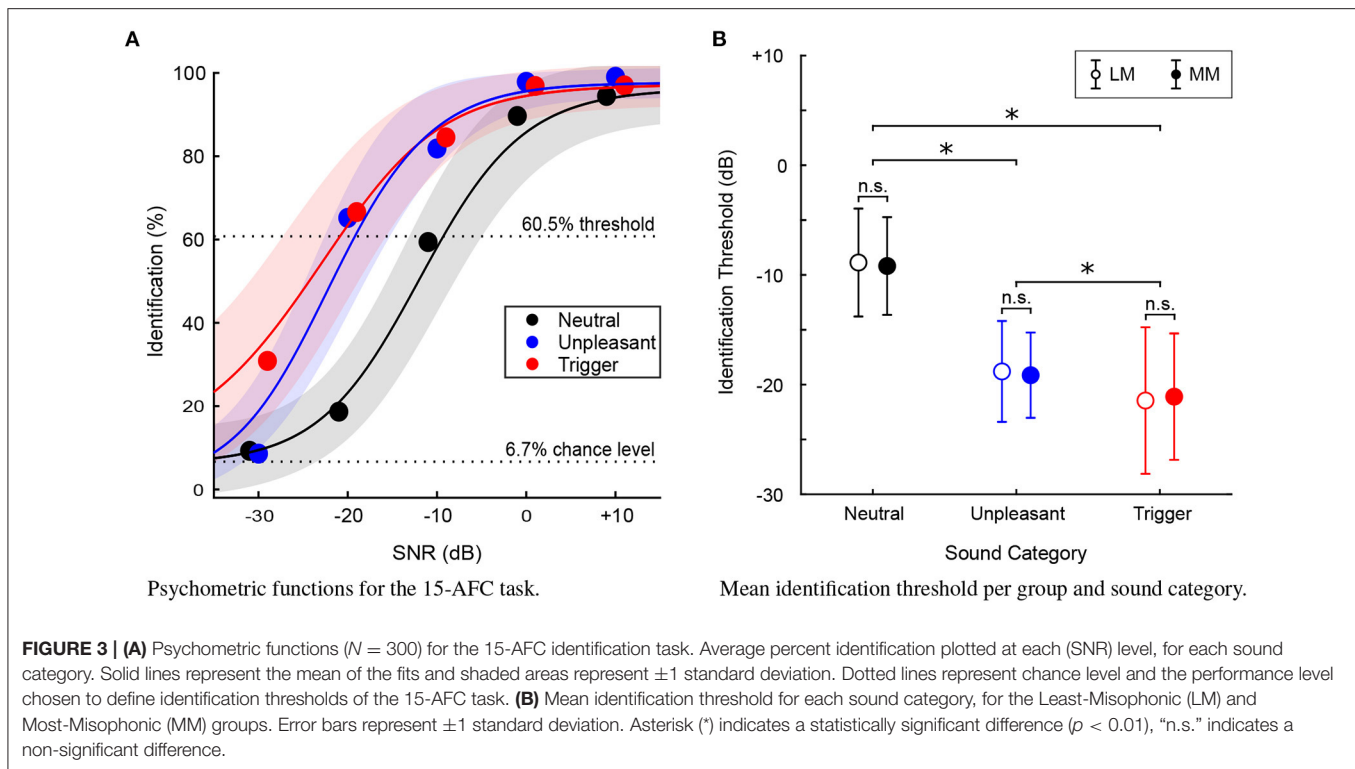 A
100
80
60
40
20
0
Identification (%)
60.5% threshold
Neutral
Unpleasant
Trigger
6.7% chance level
-30 -20 -10 0 +10
SNR (dB)
Psychometric functions for the 15-AFC task.
B
+10
0
-10
-20
-30
Identification Threshold (dB)
LM MM
*
*
n.s.
*
n.s.
n.s.
Neutral Unpleasant Trigger
Sound Category
Mean identification threshold per group and sound category.
FIGURE 3 | (A) Psychometric functions (N = 300) for the 15-AFC identification task. Average percent identification plotted at each (SNR) level, for each sound
category. Solid lines represent the mean of the fits and shaded areas represent ±1 standard deviation. Dotted lines represent chance level and the performance level
chosen to define identification thresholds of the 15-AFC task. (B) Mean identification threshold for each sound category, for the Least-Misophonic (LM) and
Most-Misophonic (MM) groups. Error bars represent ±1 standard deviation. Asterisk (*) indicates a statistically significant difference (p < 0.01), “n.s.” indicates a
non-significant difference.